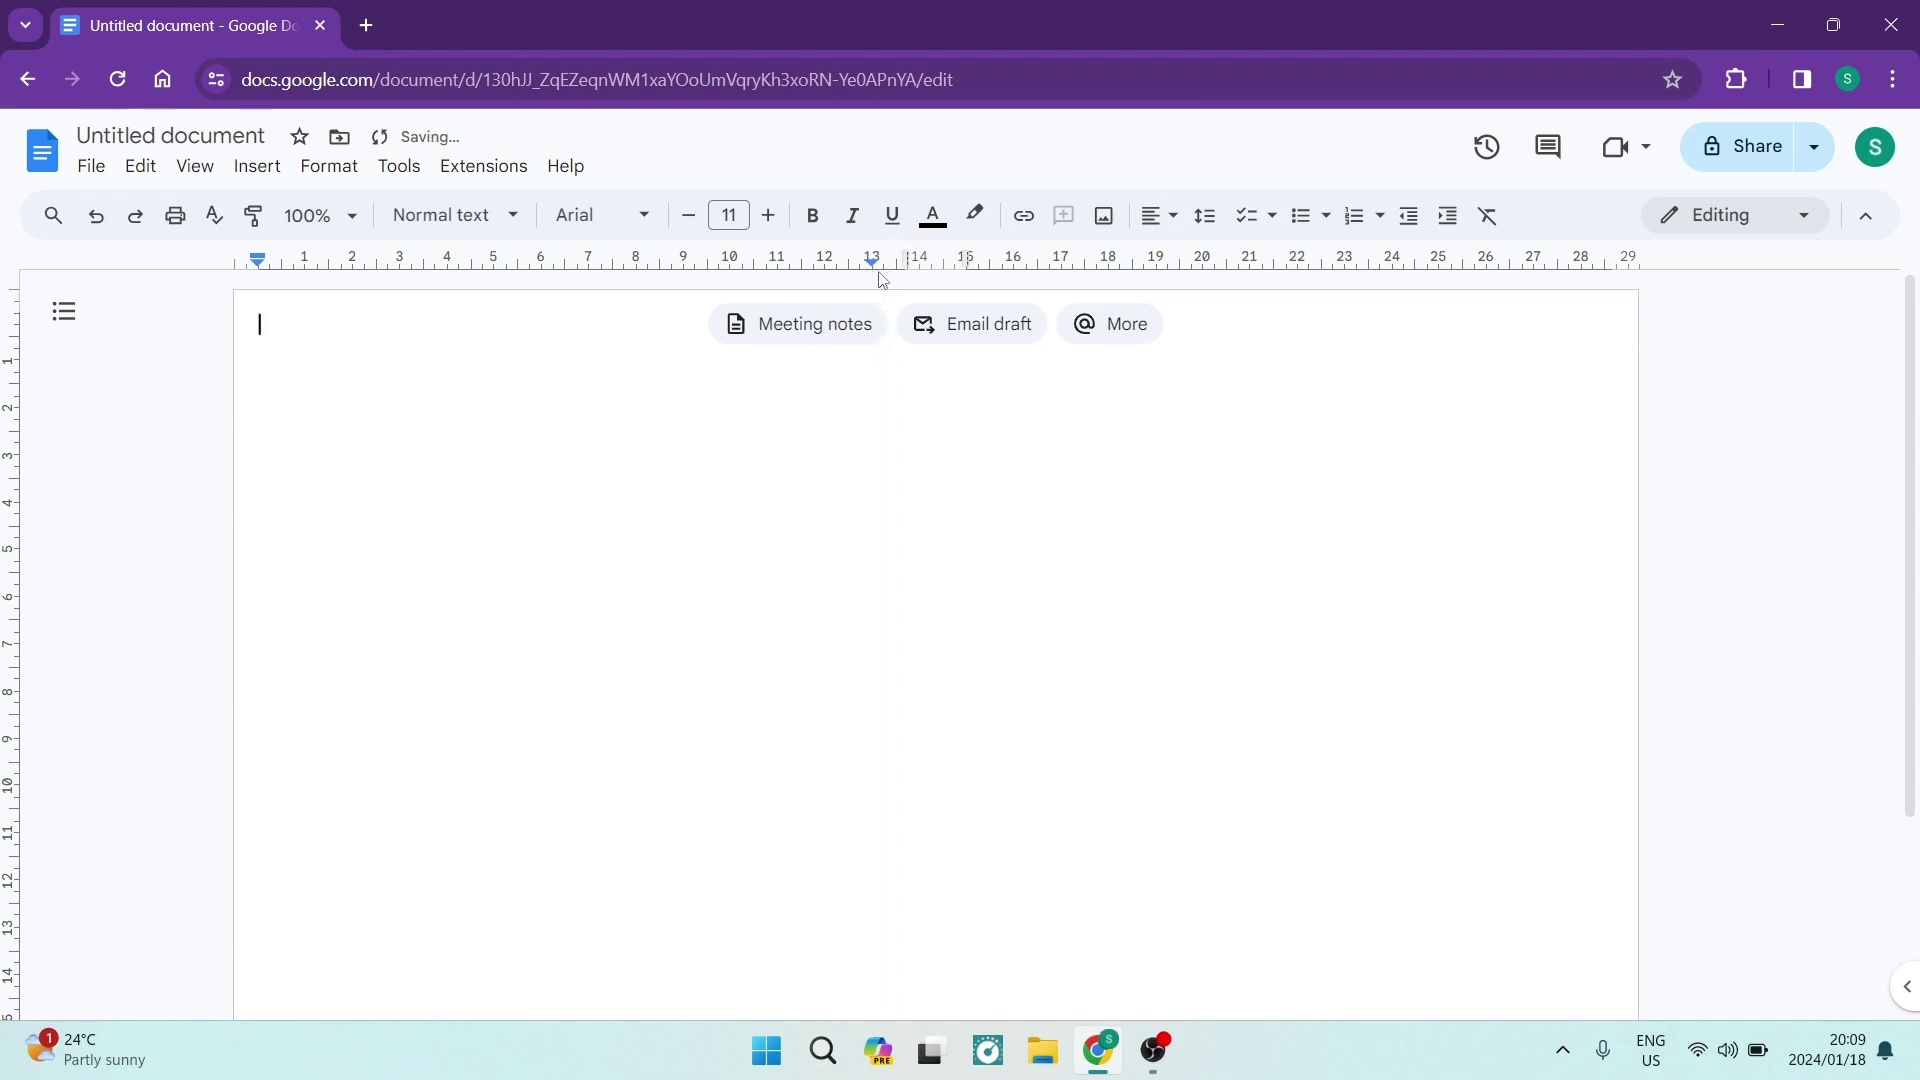 Untitled document - Google Do
docs.google.com/document/d/130hJJ_ZqEZeqnWM1xaYOoUmVqryKh3xoRN-Ye0APnYA/edit
S
Untitled document
Saving...
File Edit View Insert Format Tools Extensions Help
Share
S
100% Normal text Arial 11 B I U A Editing
1 2 3 4 5 6 7 8 9 10 11 12 13 14 15 16 17 18 19 20 21 22 23 24 25 26 27 28 29
Meeting notes Email draft More
1
2
3
4
5
6
7
8
9
10
11
12
13
14
1
24°C
Partly sunny
PRE
S
ENG
US
20:09
2024/01/18